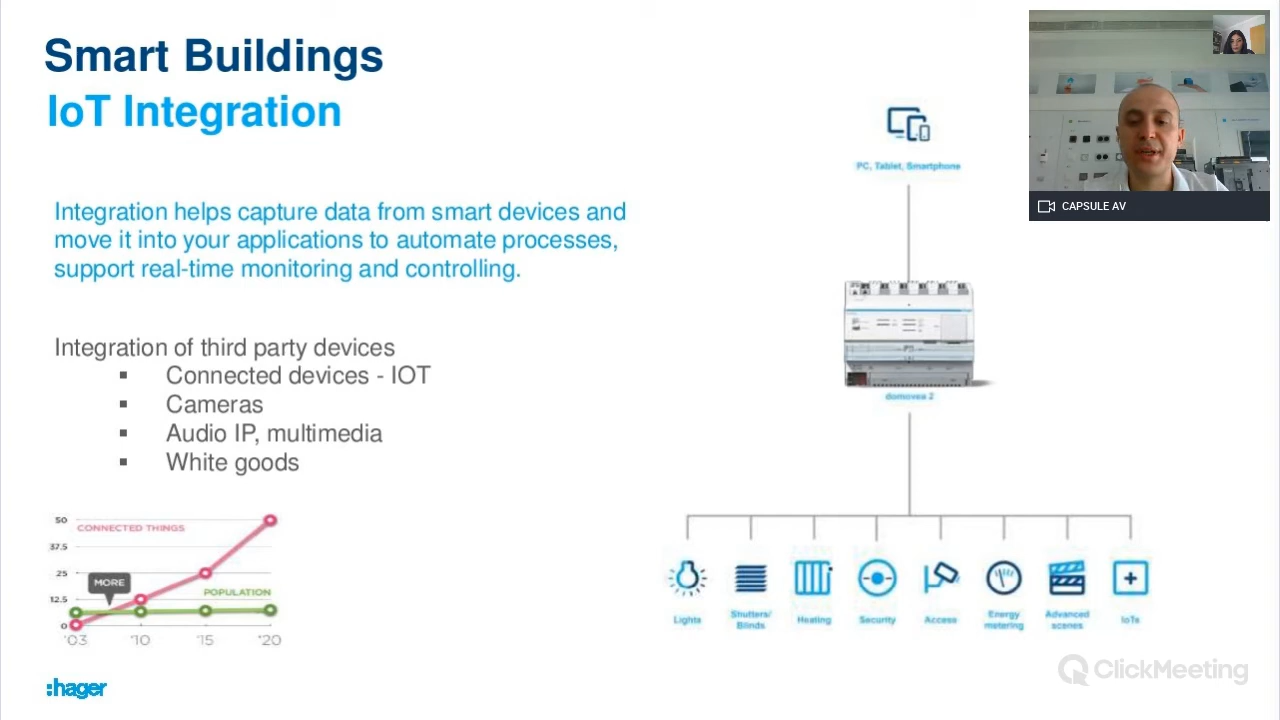 Smart Buildings
IoT Integration
Integration helps capture data from smart devices and
move it into your applications to automate processes,
support real-time monitoring and controlling.
Integration of third party devices
▪ Connected devices - IOT
▪ Cameras
▪ Audio IP, multimedia
▪ White goods
50
CONNECTED THINGS
37.5
25
MORE
POPULATION
12.5
0
'03 '10 '15 '20
:hager
PC, Tablet, Smartphone
domovea 2
Lights
Shutters/
Blinds
Heating
Security
Access
Energy
metering
Advanced
scenes
IoTs
CAPSULE AV
ClickMeeting